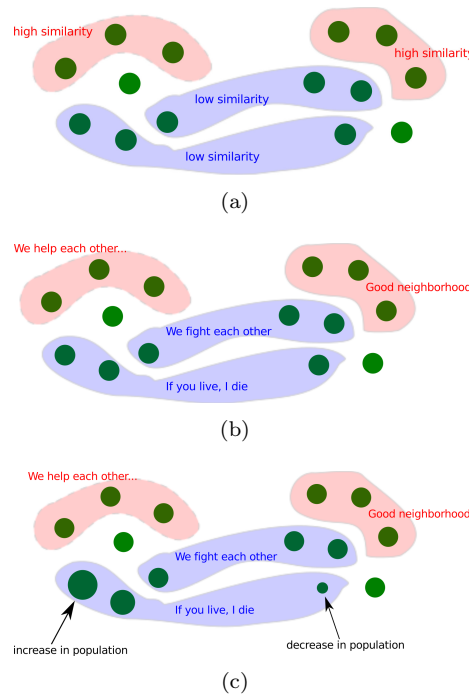 high similarity
high similarity
low similarity
low similarity
(a)
We help each other...
Good neighborhood
We fight each other
If you live, I die
(b)
We help each other...
Good neighborhood
We fight each other
If you live, I die
increase in population
decrease in population
(c)